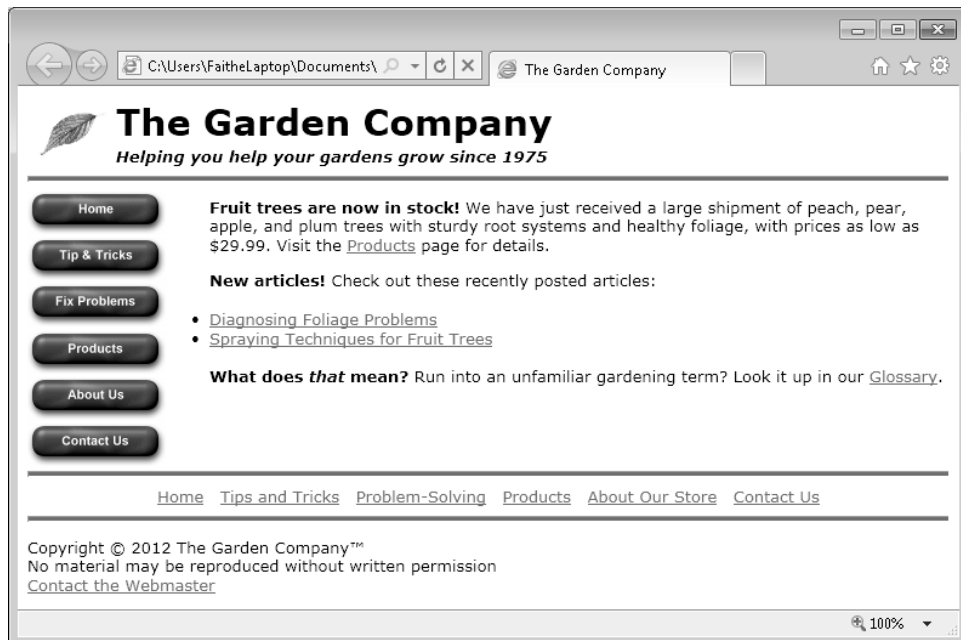 C:\Users\FaitheLaptop\Documents\
The Garden Company
The Garden Company
Helping you help your gardens grow since 1975
Home
Tip & Tricks
Fix Problems
Products
About Us
Contact Us
Fruit trees are now in stock! We have just received a large shipment of peach, pear,
apple, and plum trees with sturdy root systems and healthy foliage, with prices as low as
$29.99. Visit the Products page for details.
New articles! Check out these recently posted articles:
• Diagnosing Foliage Problems
• Spraying Techniques for Fruit Trees
What does that mean? Run into an unfamiliar gardening term? Look it up in our Glossary.
Home Tips and Tricks Problem-Solving Products About Our Store Contact Us
Copyright © 2012 The Garden Company™
No material may be reproduced without written permission
Contact the Webmaster
100%